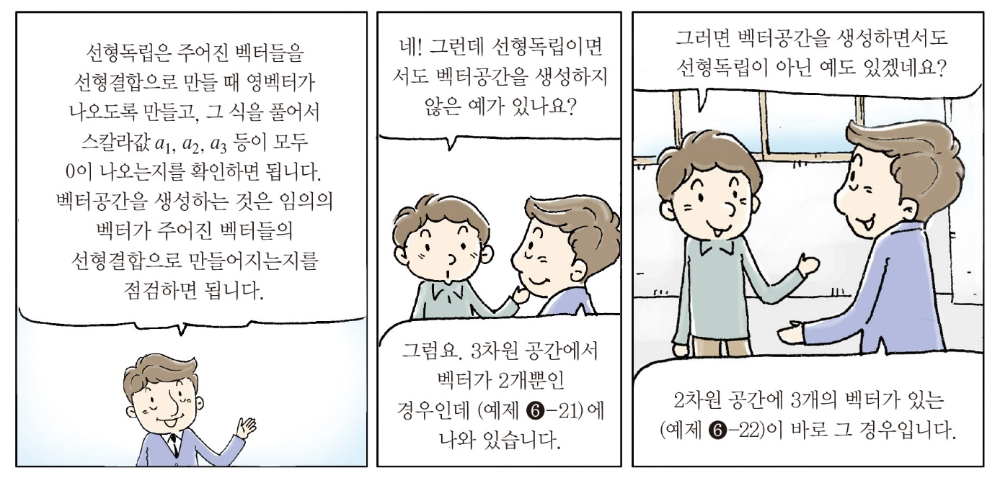 선형독립은 주어진 벡터들을
선형결합으로 만들 때 영벡터가
나오도록 만들고, 그 식을 풀어서
스칼라값 a₁, a₂, a₃ 등이 모두
0이 나오는지를 확인하면 됩니다.
벡터공간을 생성하는 것은 임의의
벡터가 주어진 벡터들의
선형결합으로 만들어지는지를
점검하면 됩니다.
네! 그런데 선형독립이면
서도 벡터공간을 생성하지
않은 예가 있나요?
그럼요. 3차원 공간에서
벡터가 2개뿐인
경우인데 (예제 ❻-21)에
나와 있습니다.
그러면 벡터공간을 생성하면서도
선형독립이 아닌 예도 있겠네요?
2차원 공간에 3개의 벡터가 있는
(예제 ❻-22)이 바로 그 경우입니다.